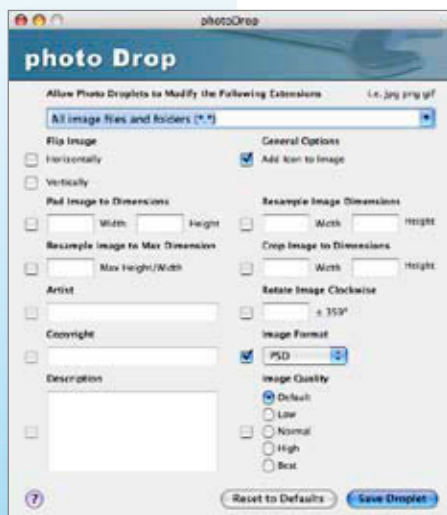 photoDrop
photo Drop
Allow Photo Droplets to Modify the Following Extensions i.e. jpg png gif
All image files and folders (*.*)
Flip Image
Horizontally
Vertically
General Options
Add Icon to Image
Pad Image to Dimensions
Width Height
Resample Image Dimensions
Width Height
Resample Image to Max Dimension
Max Height/Width
Crop Image to Dimensions
Width Height
Artist
Rotate Image Clockwise
± 359°
Copyright
Image Format
PSD
Description
Image Quality
Default
Low
Normal
High
Best
?
Reset to Defaults
Save Droplet